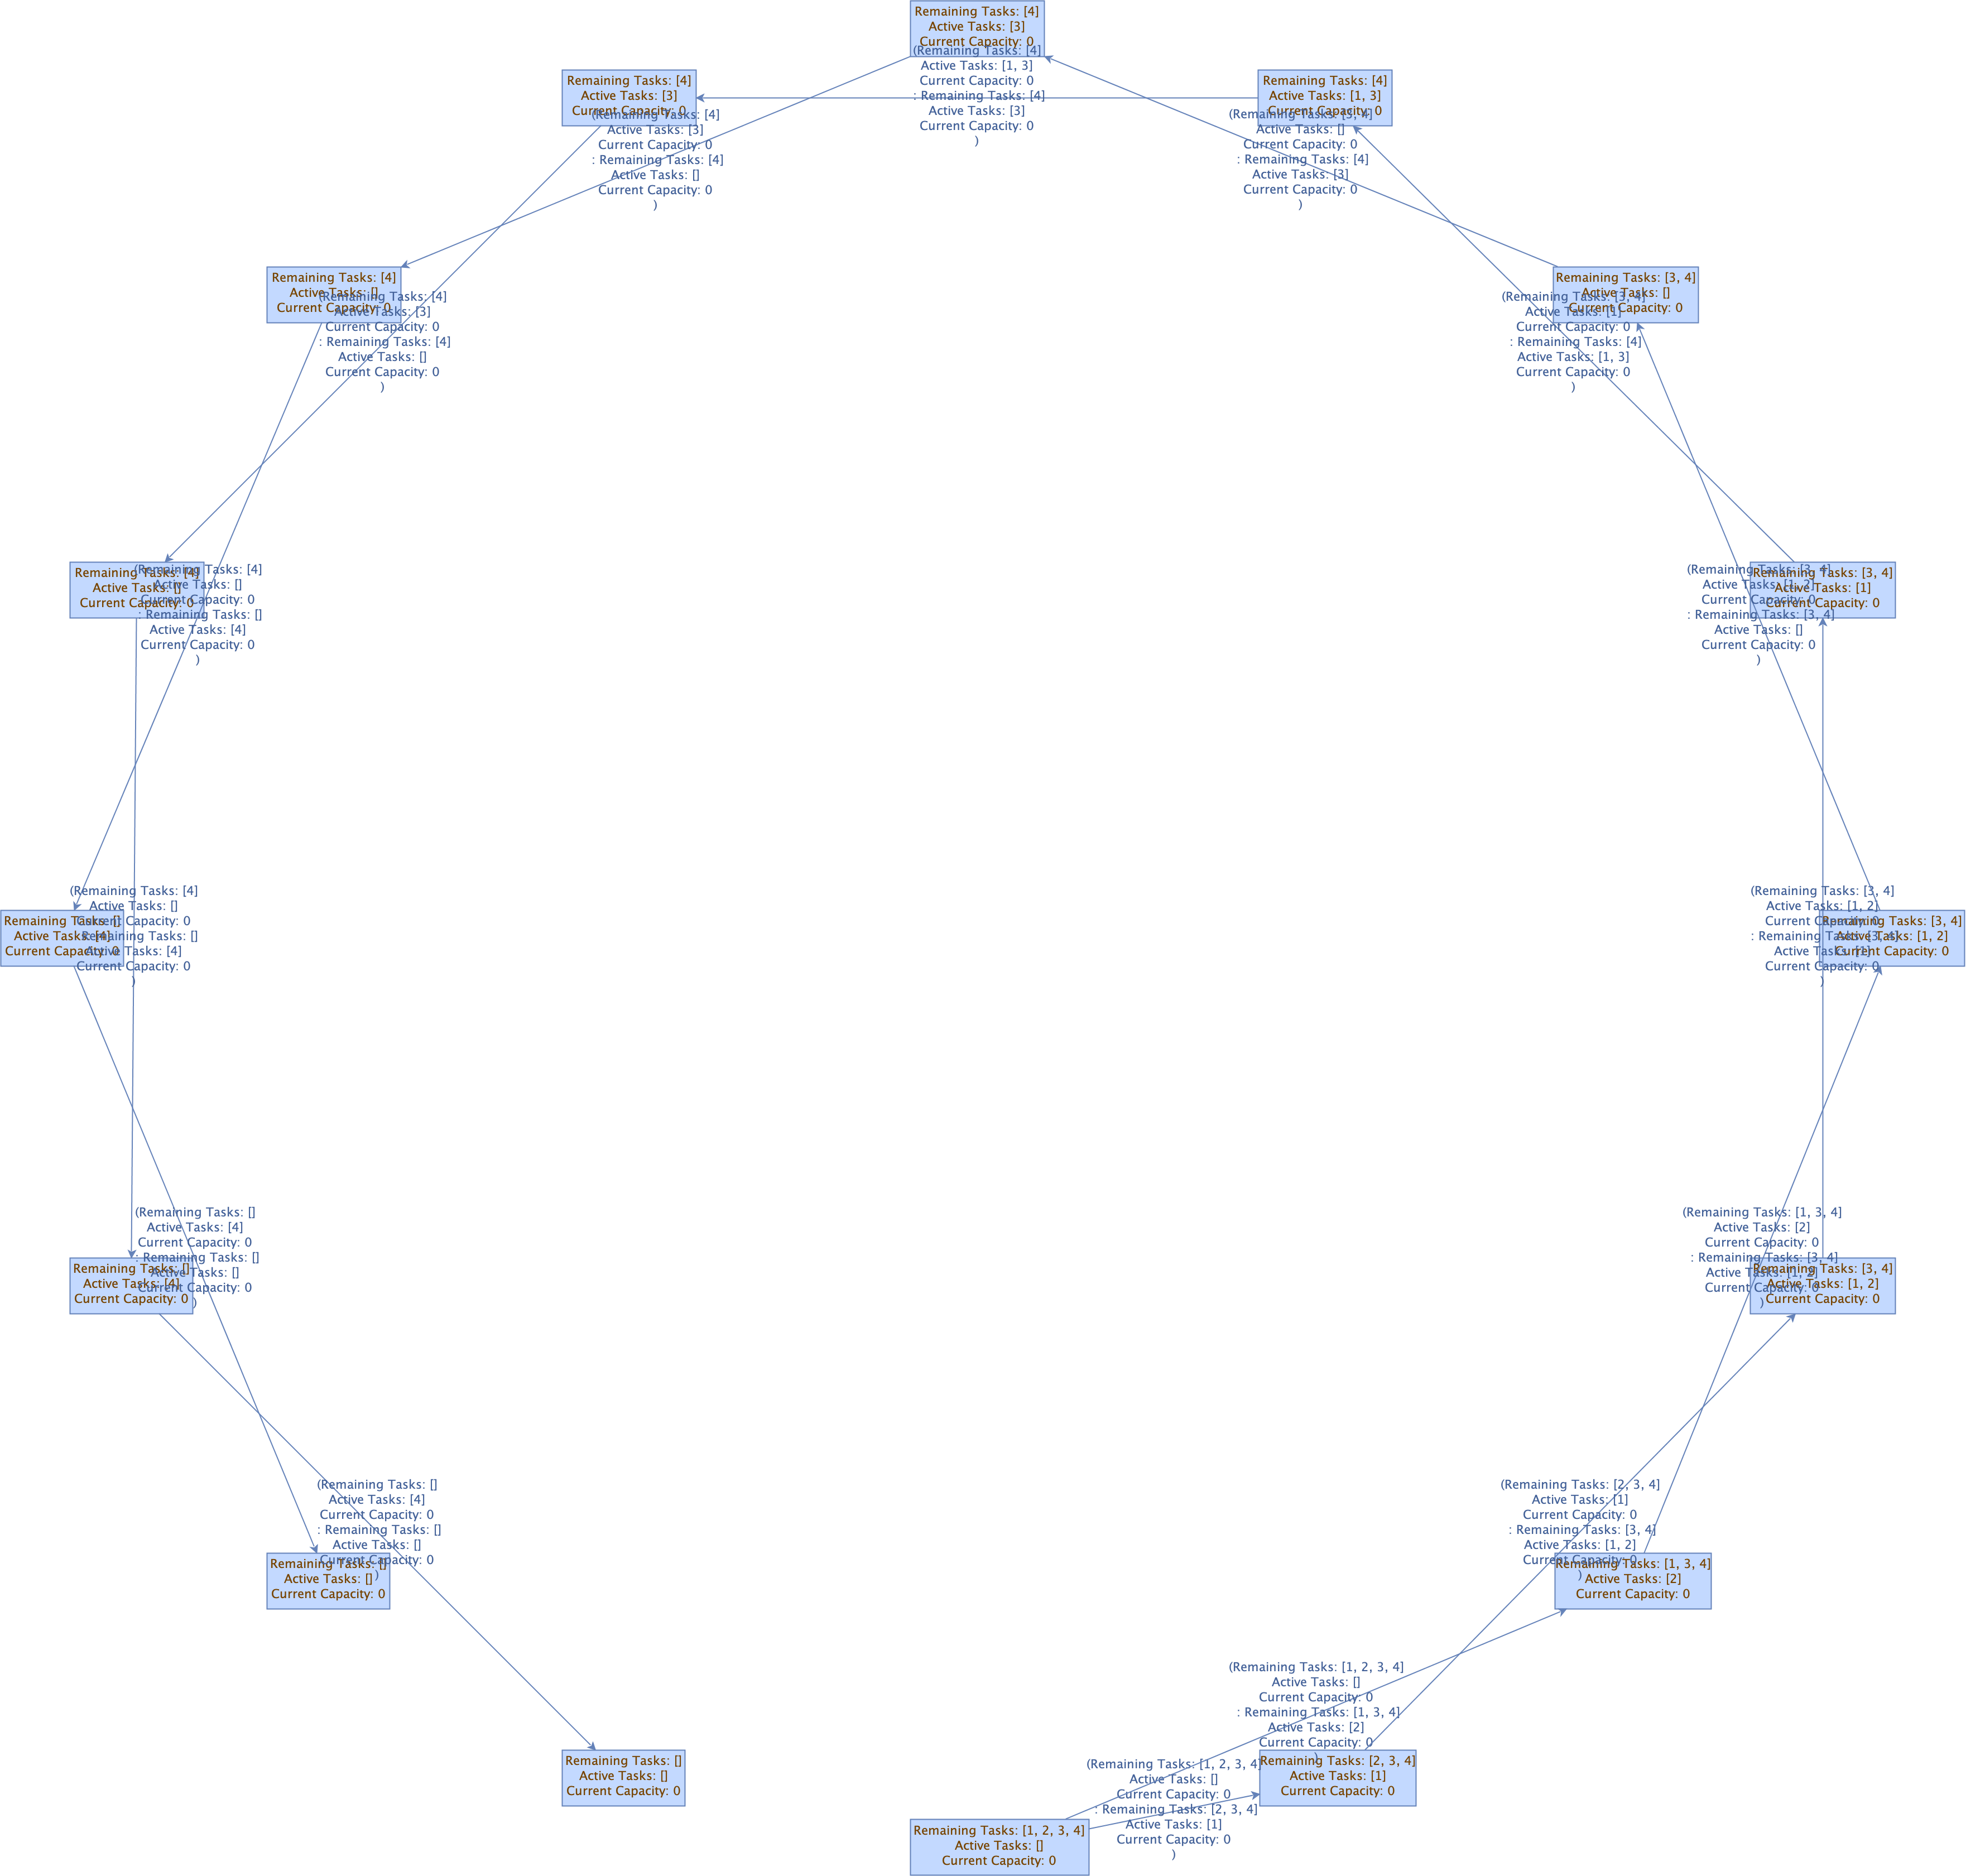 Remaining Tasks: [4]
Active Tasks: [3]
Current Capacity: 0
(Remaining Tasks: [4]
Active Tasks: [1, 3]
Current Capacity: 0
: Remaining Tasks: [4]
Active Tasks: [3]
Current Capacity: 0
)
Remaining Tasks: [4]
Active Tasks: [3]
Current Capacity: 0
(Remaining Tasks: [4]
Active Tasks: [3]
Current Capacity: 0
: Remaining Tasks: [4]
Active Tasks: []
Current Capacity: 0
)
Remaining Tasks: [4]
Active Tasks: [1, 3]
Current Capacity: 0
(Remaining Tasks: [3, 4]
Active Tasks: []
Current Capacity: 0
: Remaining Tasks: [4]
Active Tasks: [3]
Current Capacity: 0
)
Remaining Tasks: [4]
Active Tasks: []
Current Capacity: 0
(Remaining Tasks: [4]
Active Tasks: [3]
Current Capacity: 0
: Remaining Tasks: [4]
Active Tasks: []
Current Capacity: 0
)
Remaining Tasks: [3, 4]
Active Tasks: []
Current Capacity: 0
(Remaining Tasks: [3, 4]
Active Tasks: [1]
Current Capacity: 0
: Remaining Tasks: [4]
Active Tasks: [1, 3]
Current Capacity: 0
)
Remaining Tasks: [4]
Active Tasks: []
Current Capacity: 0
(Remaining Tasks: [4]
Active Tasks: []
Current Capacity: 0
: Remaining Tasks: []
Active Tasks: [4]
Current Capacity: 0
)
(Remaining Tasks: [3, 4]
Active Tasks: [1, 2]
Current Capacity: 0
: Remaining Tasks: [3, 4]
Active Tasks: []
Current Capacity: 0
)
Remaining Tasks: [3, 4]
Active Tasks: [1]
Current Capacity: 0
(Remaining Tasks: [4]
Active Tasks: []
Current Capacity: 0
: Remaining Tasks: []
Active Tasks: [4]
Current Capacity: 0
)
Remaining Tasks: []
Active Tasks: [4]
Current Capacity: 0
(Remaining Tasks: [3, 4]
Active Tasks: [1, 2]
Current Capacity: 0
: Remaining Tasks: [3, 4]
Active Tasks: [1]
Current Capacity: 0
)
Remaining Tasks: [3, 4]
Active Tasks: [1, 2]
Current Capacity: 0
(Remaining Tasks: []
Active Tasks: [4]
Current Capacity: 0
: Remaining Tasks: []
Active Tasks: []
Current Capacity: 0
)
Remaining Tasks: []
Active Tasks: [4]
Current Capacity: 0
(Remaining Tasks: [1, 3, 4]
Active Tasks: [2]
Current Capacity: 0
: Remaining Tasks: [3, 4]
Active Tasks: [1, 2]
Current Capacity: 0
)
Remaining Tasks: [3, 4]
Active Tasks: [1, 2]
Current Capacity: 0
(Remaining Tasks: []
Active Tasks: [4]
Current Capacity: 0
: Remaining Tasks: []
Active Tasks: []
Current Capacity: 0
)
Remaining Tasks: []
Active Tasks: []
Current Capacity: 0
(Remaining Tasks: [2, 3, 4]
Active Tasks: [1]
Current Capacity: 0
: Remaining Tasks: [3, 4]
Active Tasks: [1, 2]
Current Capacity: 0
)
Remaining Tasks: [1, 3, 4]
Active Tasks: [2]
Current Capacity: 0
(Remaining Tasks: [1, 2, 3, 4]
Active Tasks: []
Current Capacity: 0
: Remaining Tasks: [1, 3, 4]
Active Tasks: [2]
Current Capacity: 0
)
Remaining Tasks: []
Active Tasks: []
Current Capacity: 0
(Remaining Tasks: [1, 2, 3, 4]
Active Tasks: []
Current Capacity: 0
: Remaining Tasks: [2, 3, 4]
Active Tasks: [1]
Current Capacity: 0
)
Remaining Tasks: [2, 3, 4]
Active Tasks: [1]
Current Capacity: 0
Remaining Tasks: [1, 2, 3, 4]
Active Tasks: []
Current Capacity: 0